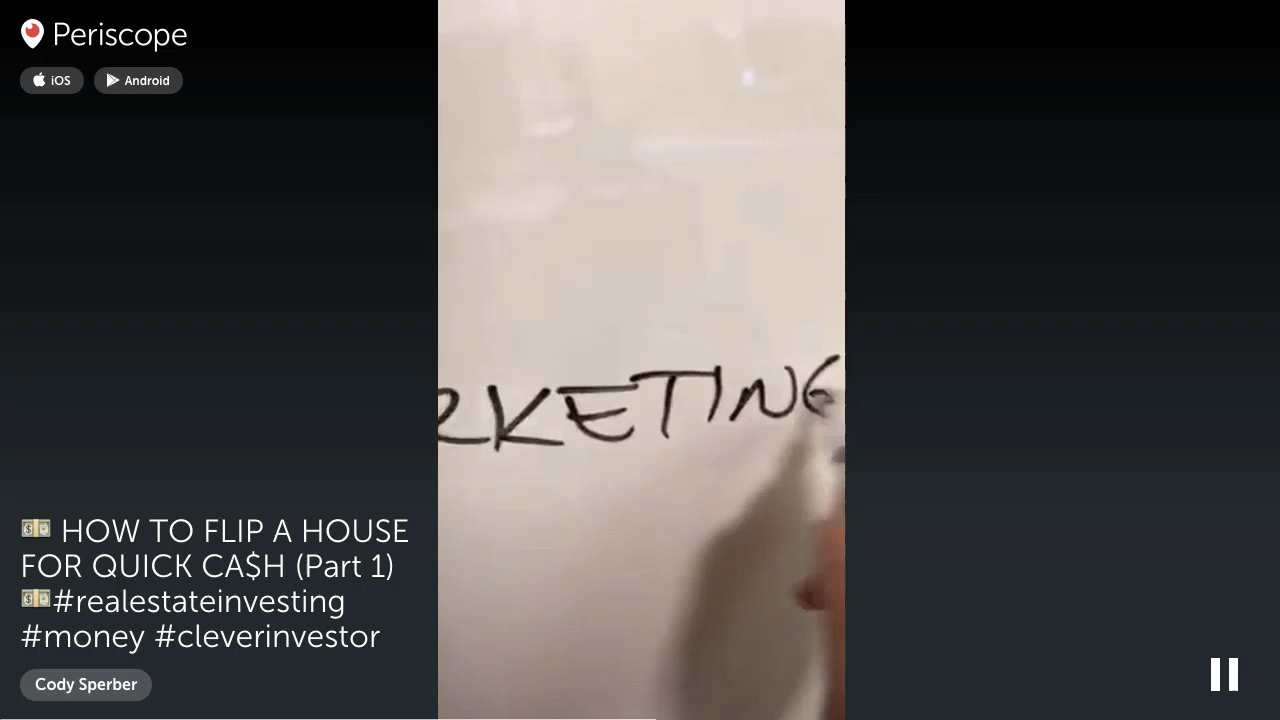 Periscope
iOS
Android
RKETING
💵 HOW TO FLIP A HOUSE
FOR QUICK CA$H (Part 1)
💵#realestateinvesting
#money #cleverinvestor
Cody Sperber